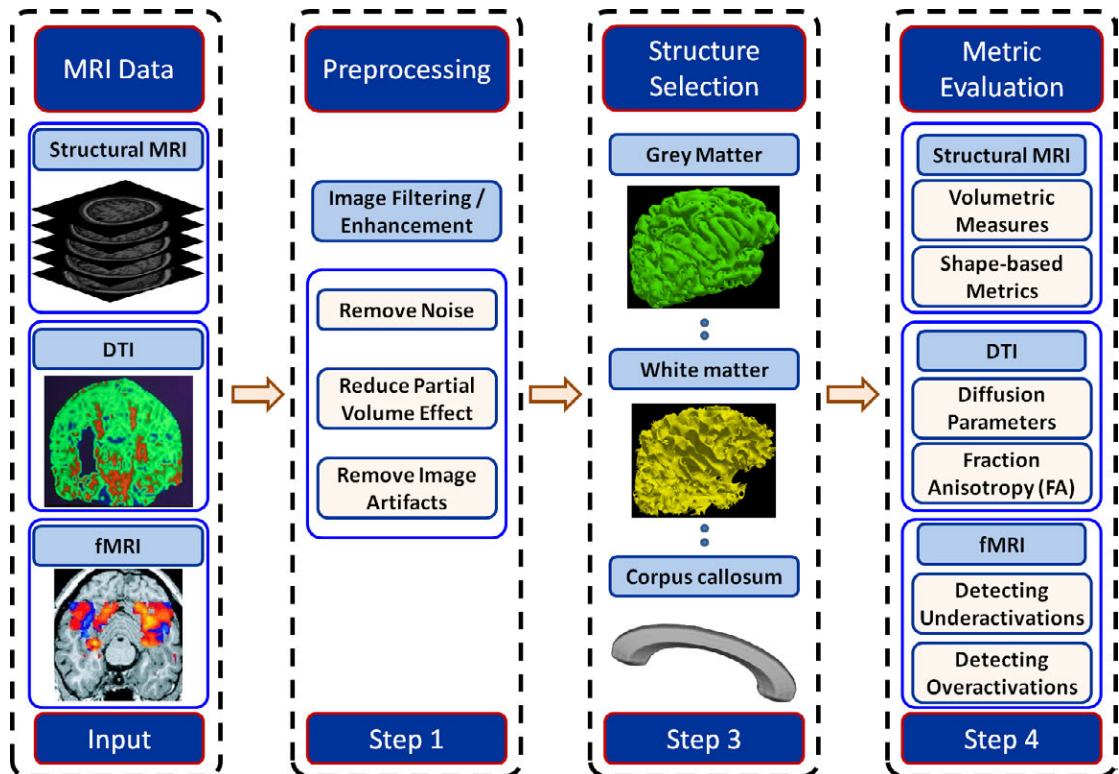 MRI Data
Structural MRI
DTI
fMRI
Input
Preprocessing
Image Filtering /
Enhancement
Remove Noise
Reduce Partial
Volume Effect
Remove Image
Artifacts
Step 1
Structure
Selection
Grey Matter
White matter
Corpus callosum
Step 3
Metric
Evaluation
Structural MRI
Volumetric
Measures
Shape-based
Metrics
DTI
Diffusion
Parameters
Fraction
Anisotropy (FA)
fMRI
Detecting
Underactivations
Detecting
Overactivations
Step 4